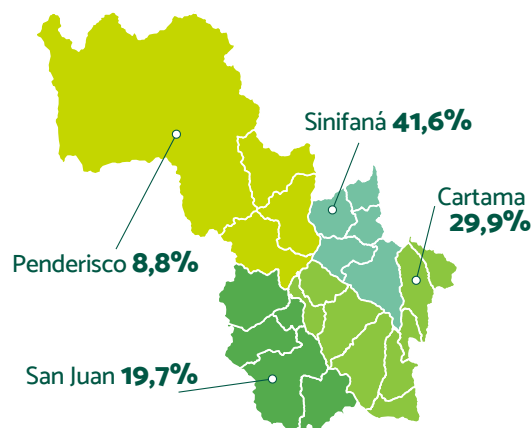 Sinifaná 41,6%
Cartama
29,9%
Penderisco 8,8%
San Juan 19,7%